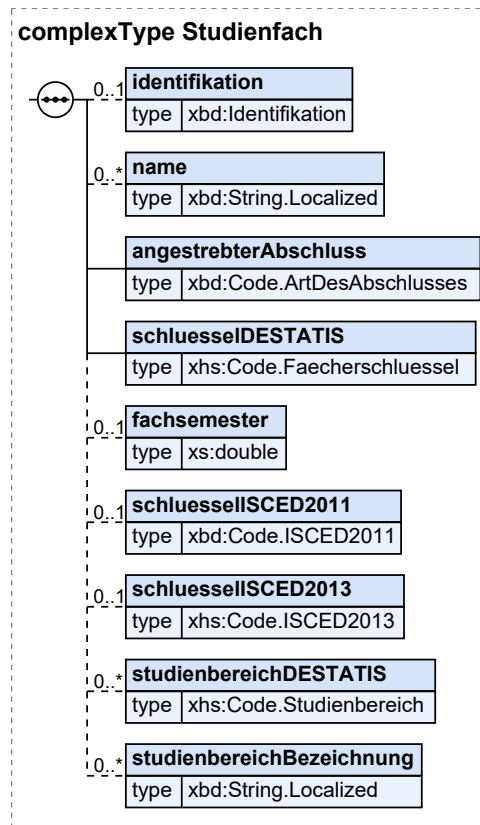 complexType Studienfach
0..1 identifikation
type xbd:Identifikation
0..* name
type xbd:String.Localized
angestrebterAbschluss
type xbd:Code.ArtDesAbschlusses
schluesselDESTATIS
type xhs:Code.Faecherschluessel
0..1 fachsemester
type xs:double
0..1 schluesselISCED2011
type xbd:Code.ISCED2011
0..1 schluesselISCED2013
type xhs:Code.ISCED2013
0..* studienbereichDESTATIS
type xhs:Code.Studienbereich
0..* studienbereichBezeichnung
type xbd:String.Localized